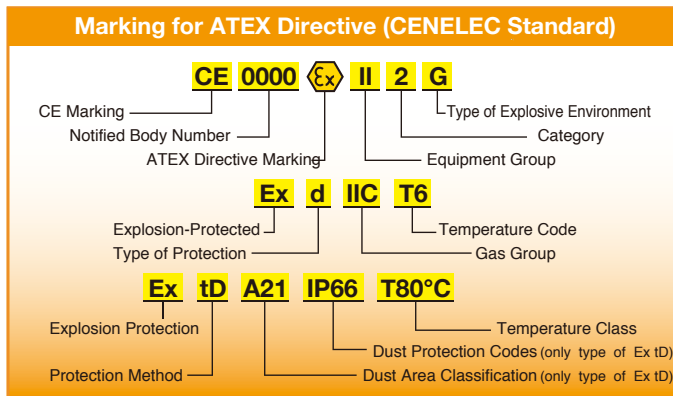 Marking for ATEX Directive (CENELEC Standard)
CE 0000 Ex II 2 G
CE Marking
Type of Explosive Environment
Notified Body Number
Category
ATEX Directive Marking
Equipment Group
Ex d IIC T6
Explosion-Protected
Temperature Code
Type of Protection
Gas Group
Ex tD A21 IP66 T80°C
Explosion Protection
Temperature Class
Dust Protection Codes (only type of Ex tD)
Protection Method
Dust Area Classification (only type of Ex tD)